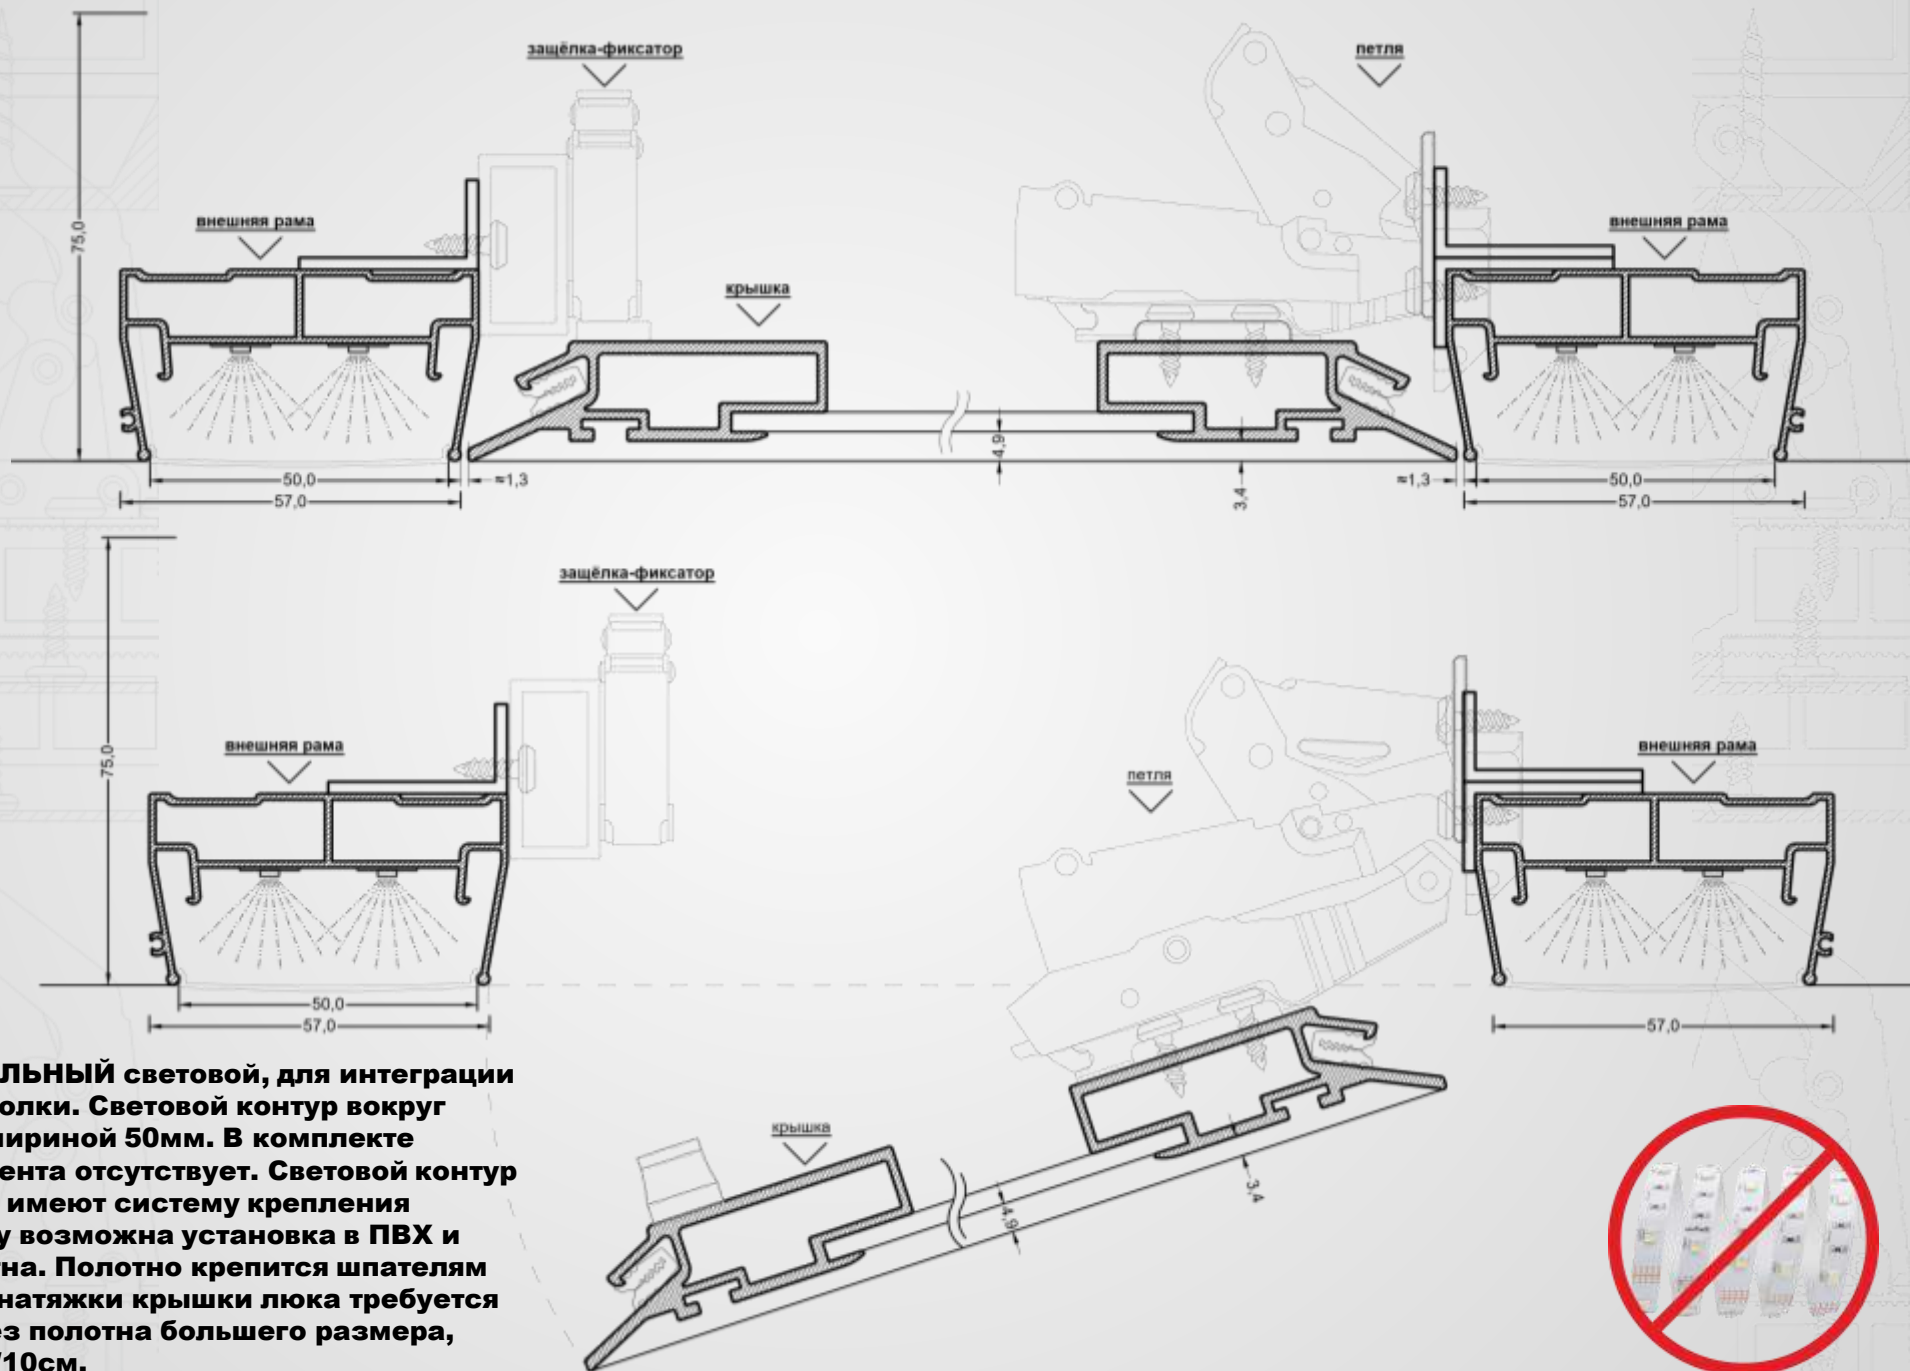 защёлка-фиксатор
петля
75,0
внешняя рама
внешняя рама
крышка
4,9
50,0
≈1,3
≈1,3
50,0
57,0
3,4
57,0
защёлка-фиксатор
75,0
внешняя рама
петля
внешняя рама
50,0
57,0
57,0
ЛЬНЫЙ световой, для интеграции
олки. Световой контур вокруг
шириной 50мм. В комплекте
ента отсутствует. Световой контур
имеют систему крепления
у возможна установка в ПВХ и
тна. Полотно крепится шпателям
натяжки крышки люка требуется
ез полотна большего размера,
/10см.
крышка
3,4
4,9